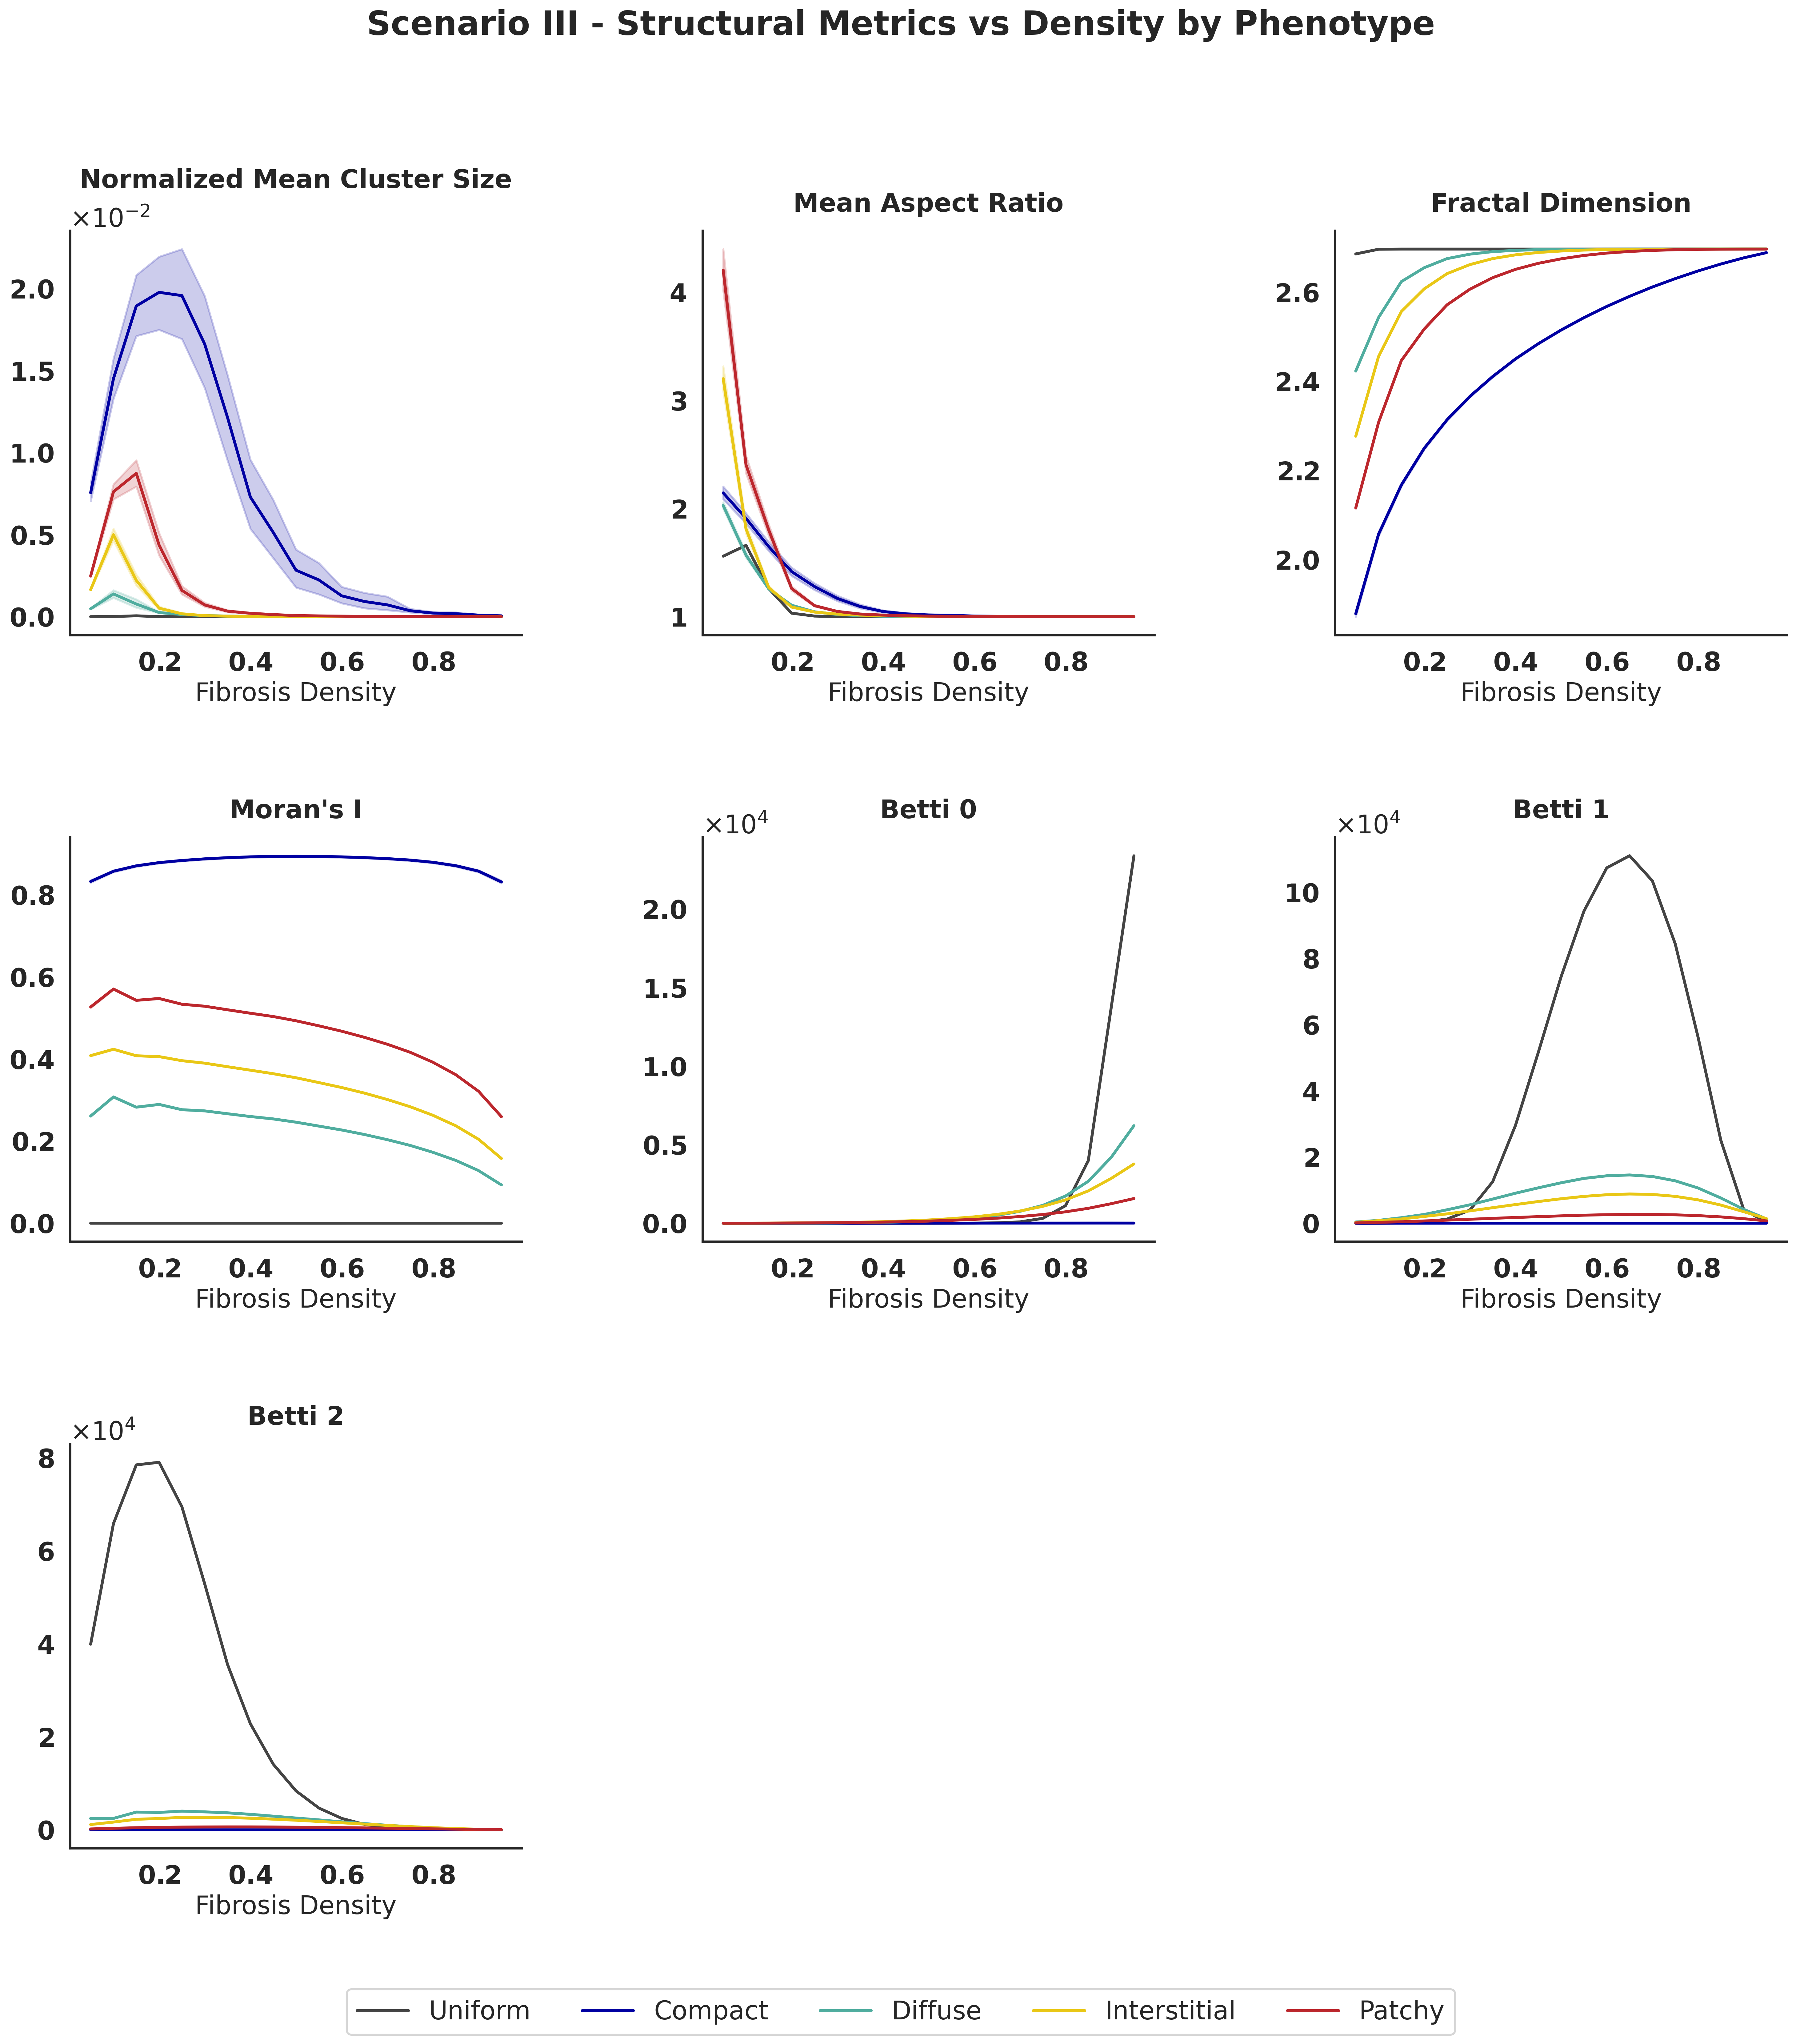 Scenario III - Structural Metrics vs Density by Phenotype
Normalized Mean Cluster Size
×10⁻²
2.0
1.5
1.0
0.5
0.0
0.2 0.4 0.6 0.8
Fibrosis Density
Mean Aspect Ratio
4
3
2
1
0.2 0.4 0.6 0.8
Fibrosis Density
Fractal Dimension
2.6
2.4
2.2
2.0
0.2 0.4 0.6 0.8
Fibrosis Density
Moran's I
0.8
0.6
0.4
0.2
0.0
0.2 0.4 0.6 0.8
Fibrosis Density
Betti 0
×10⁴
2.0
1.5
1.0
0.5
0.0
0.2 0.4 0.6 0.8
Fibrosis Density
Betti 1
×10⁴
10
8
6
4
2
0
0.2 0.4 0.6 0.8
Fibrosis Density
Betti 2
×10⁴
8
6
4
2
0
0.2 0.4 0.6 0.8
Fibrosis Density
Uniform Compact Diffuse Interstitial Patchy